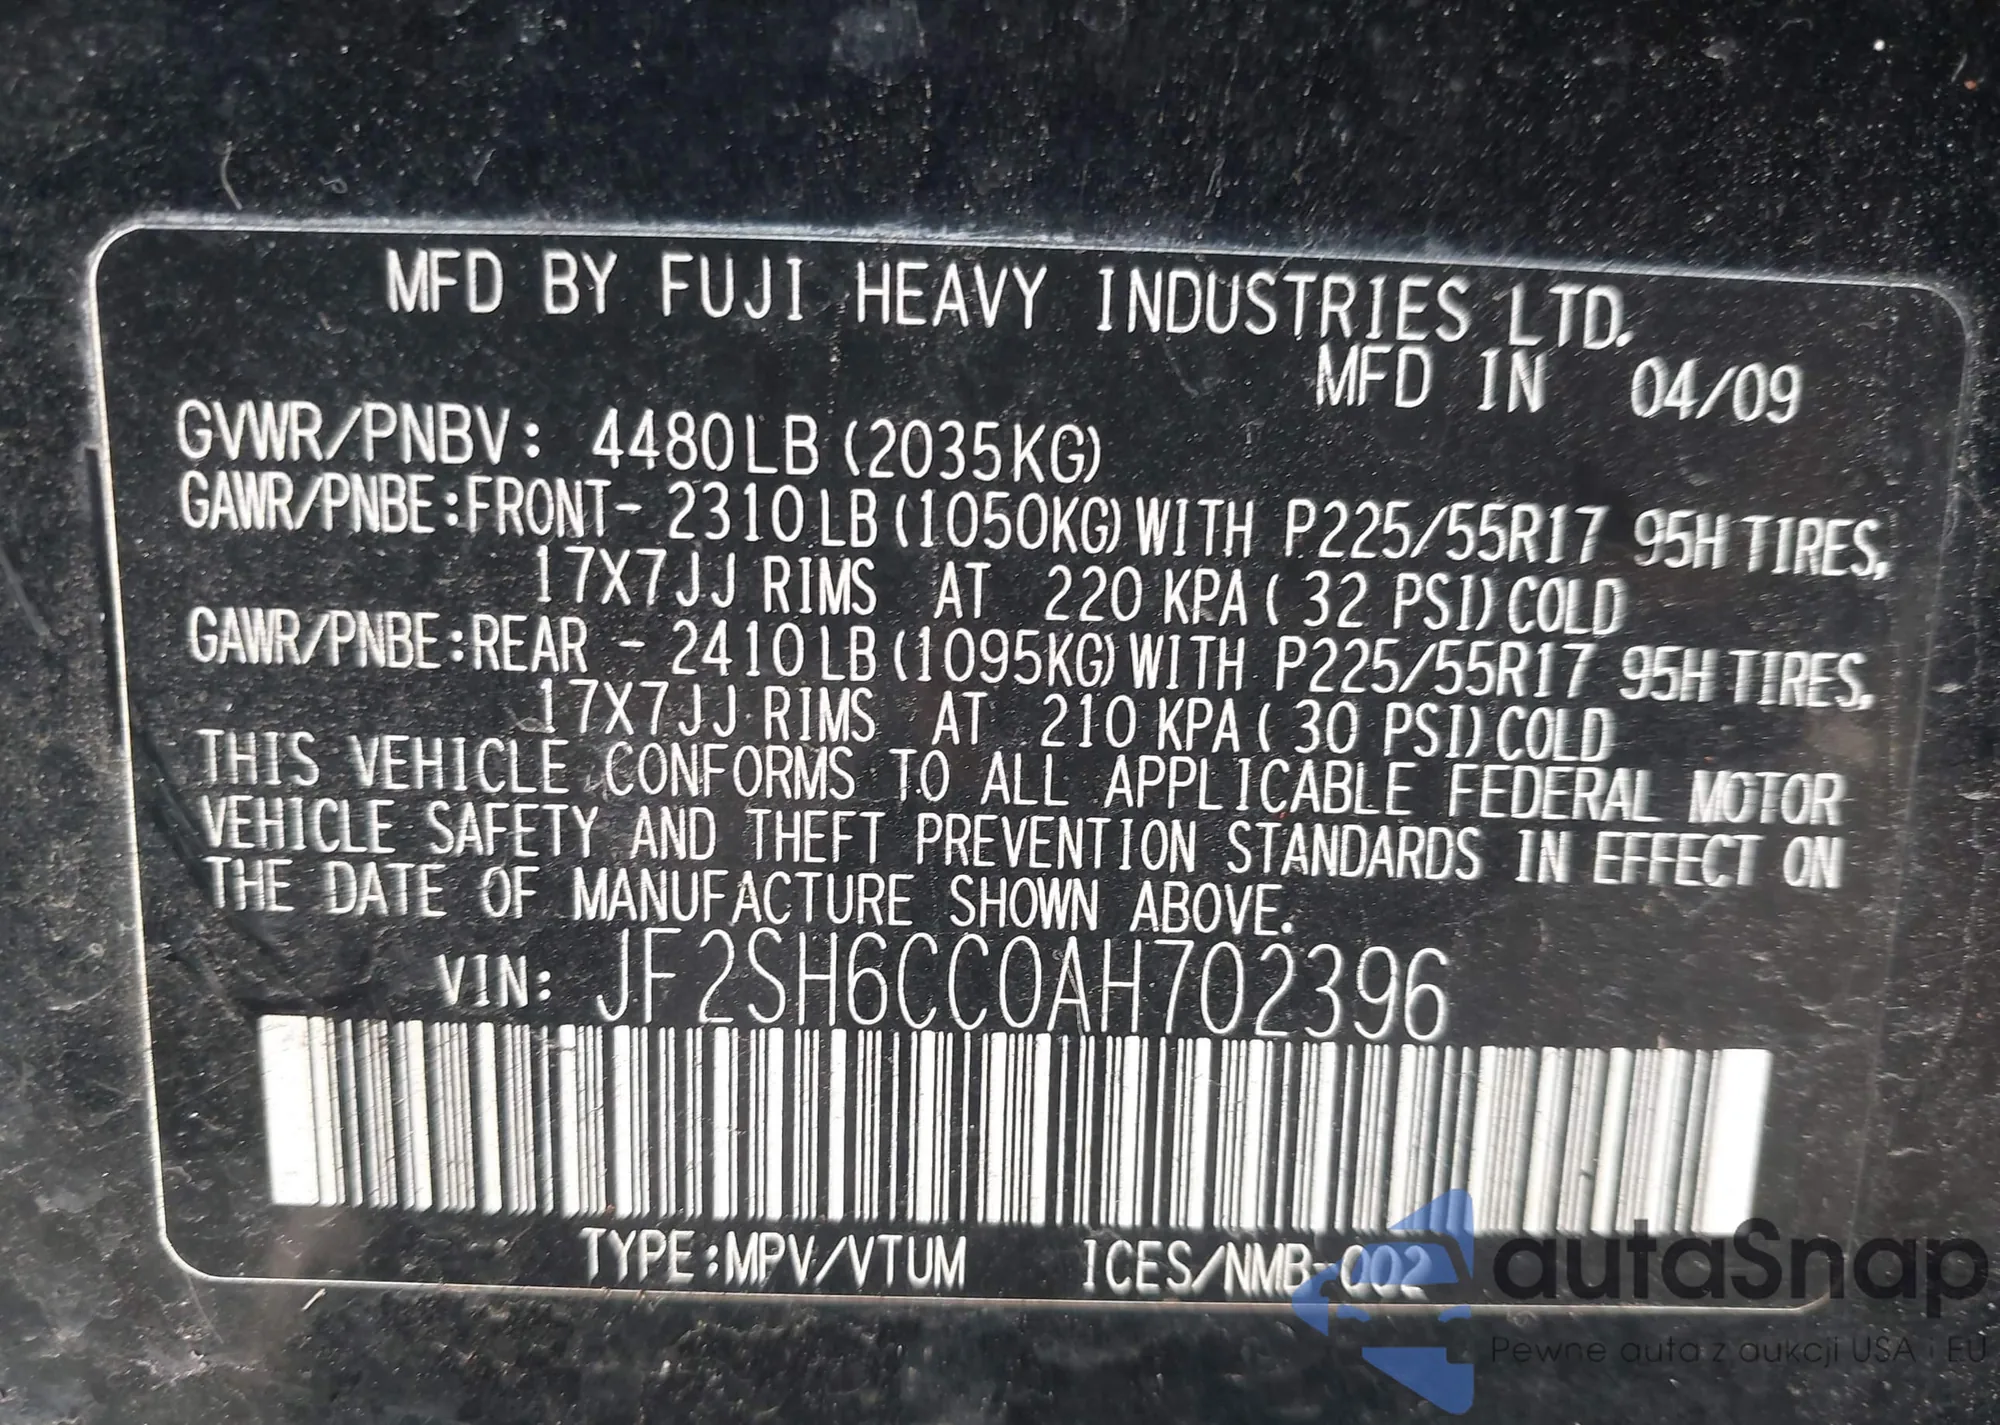 MFD BY FUJI HEAVY INDUSTRIES LTD.
MFD IN 04/09
GVWR/PNBV: 4480LB (2035KG)
GAWR/PNBE:FRONT- 2310LB (1050KG) WITH P225/55R17 95H TIRES,
17X7JJ RIMS AT 220 KPA ( 32 PSI) COLD
GAWR/PNBE:REAR - 2410LB (1095KG) WITH P225/55R17 95H TIRES,
17X7JJ RIMS AT 210 KPA ( 30 PSI) COLD
THIS VEHICLE CONFORMS TO ALL APPLICABLE FEDERAL MOTOR
VEHICLE SAFETY AND THEFT PREVENTION STANDARDS IN EFFECT ON
THE DATE OF MANUFACTURE SHOWN ABOVE.
VIN: JF2SH6CC0AH702396
TYPE:MPV/VTUM ICES/NMB-002
autaSnap
Pewne auta z aukcji USA i EU